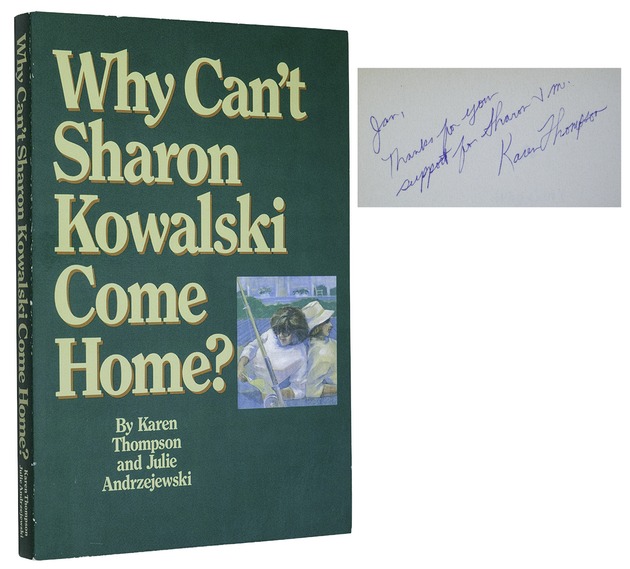 Why Can't Sharon Kowalski Come Home?
Karen Thompson
Julie Andrzejewski
Why Can't
Sharon
Kowalski
Come
Home?
By Karen
Thompson
and Julie
Andrzejewski
Jan,
Thanks for your
support for Sharon & m.
Karen Thompson